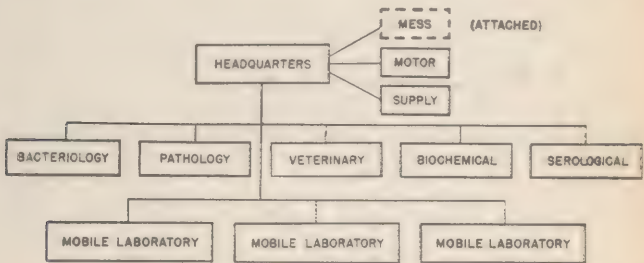 MESS (ATTACHED)
HEADQUARTERS MOTOR
SUPPLY
BACTERIOLOGY PATHOLOGY VETERINARY BIOCHEMICAL SEROLOGICAL
MOBILE LABORATORY MOBILE LABORATORY MOBILE LABORATORY